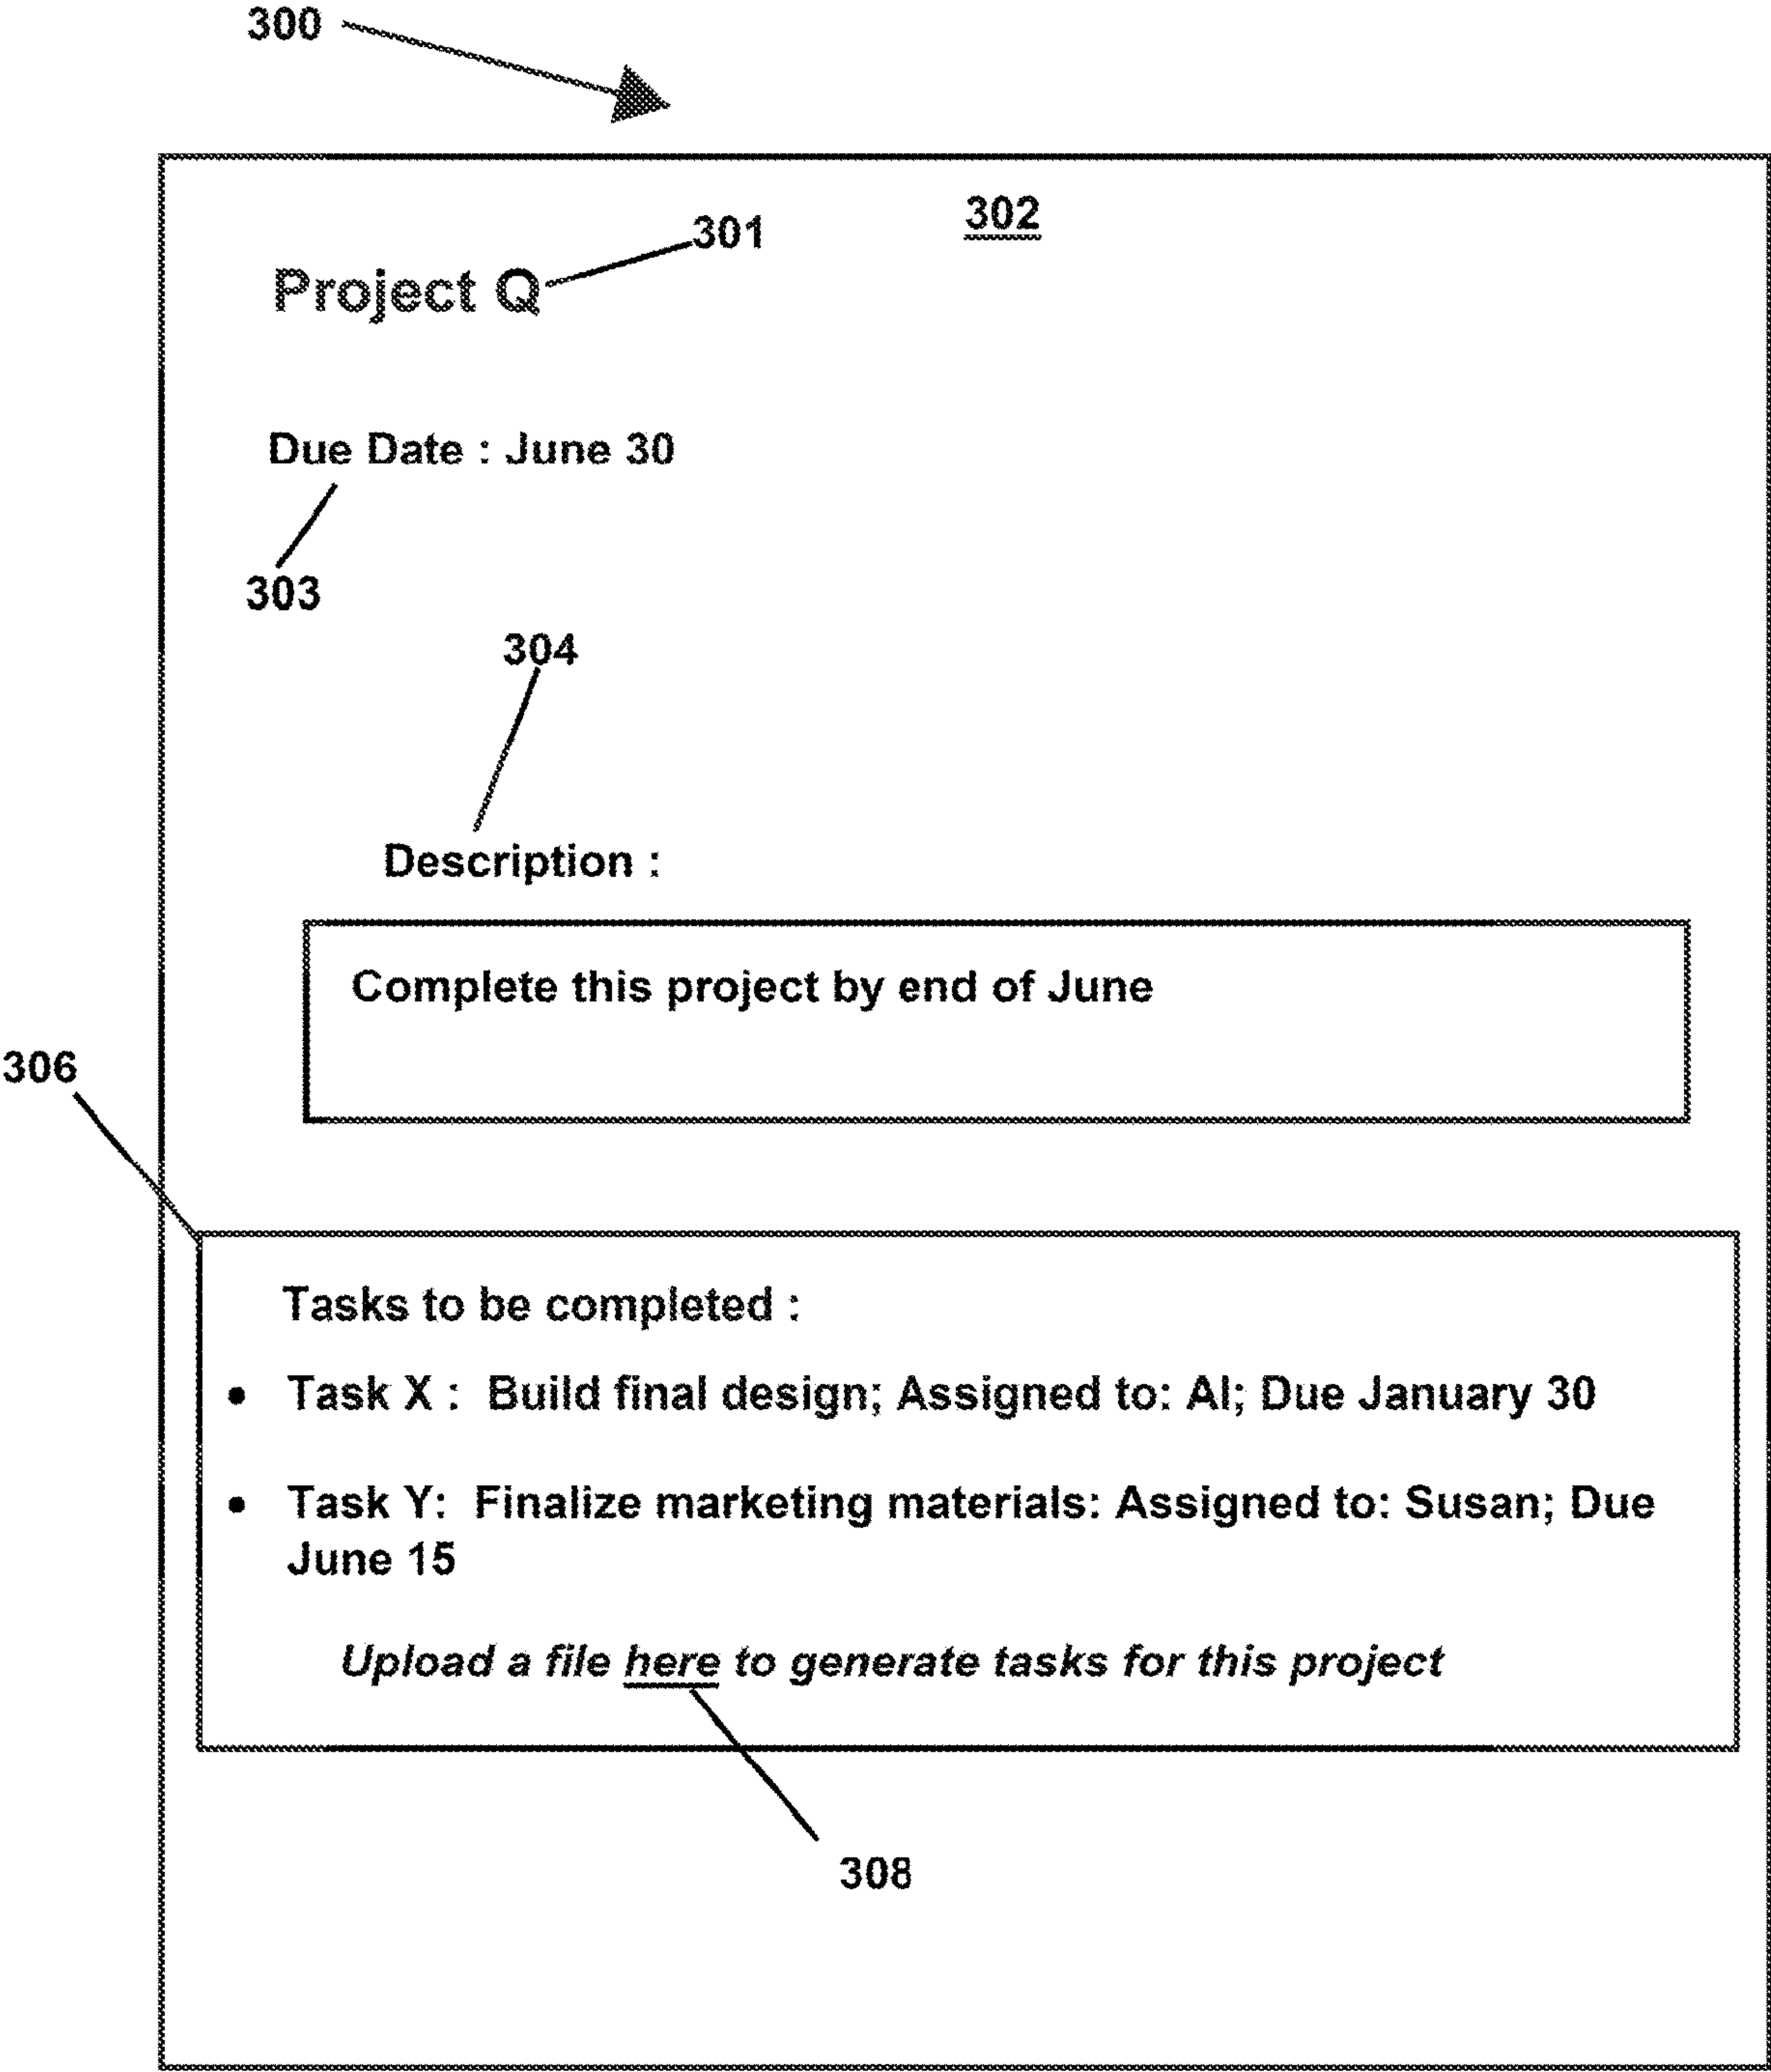 300
302
301
Project Q
Due Date : June 30
303
304
Description :
Complete this project by end of June
306
Tasks to be completed :
• Task X :  Build final design; Assigned to: Al; Due January 30
• Task Y:  Finalize marketing materials: Assigned to: Susan; Due
June 15
Upload a file here to generate tasks for this project
308